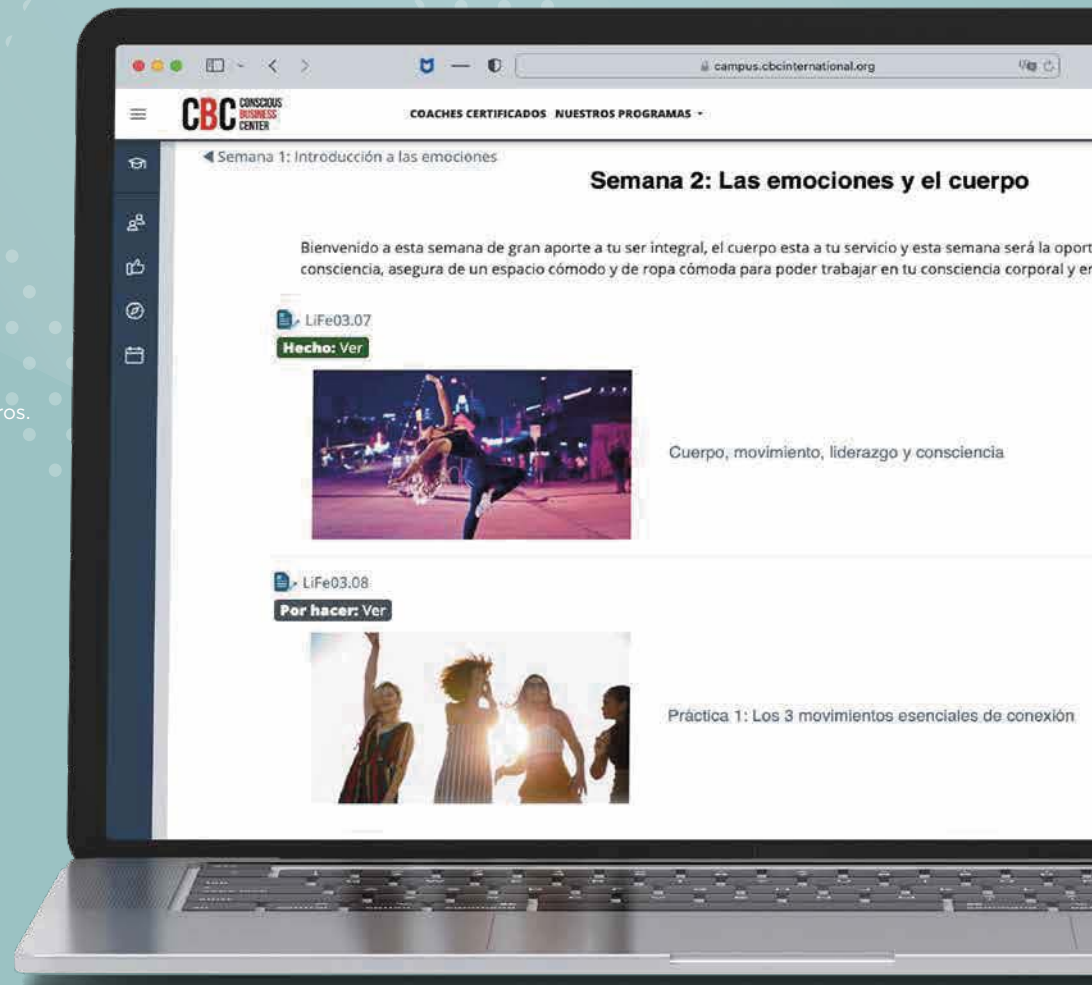 campus.cbcinternational.org
CBC CONSCIOUS
BUSINESS
CENTER
COACHES CERTIFICADOS NUESTROS PROGRAMAS
Semana 1: Introducción a las emociones
Semana 2: Las emociones y el cuerpo
Bienvenido a esta semana de gran aporte a tu ser integral, el cuerpo esta a tu servicio y esta semana será la oport
consciencia, asegura de un espacio cómodo y de ropa cómoda para poder trabajar en tu consciencia corporal y
LiFe03.07
Hecho: Ver
ros.
Cuerpo, movimiento, liderazgo y consciencia
LiFe03.08
Por hacer: Ver
Práctica 1: Los 3 movimientos esenciales de conexión